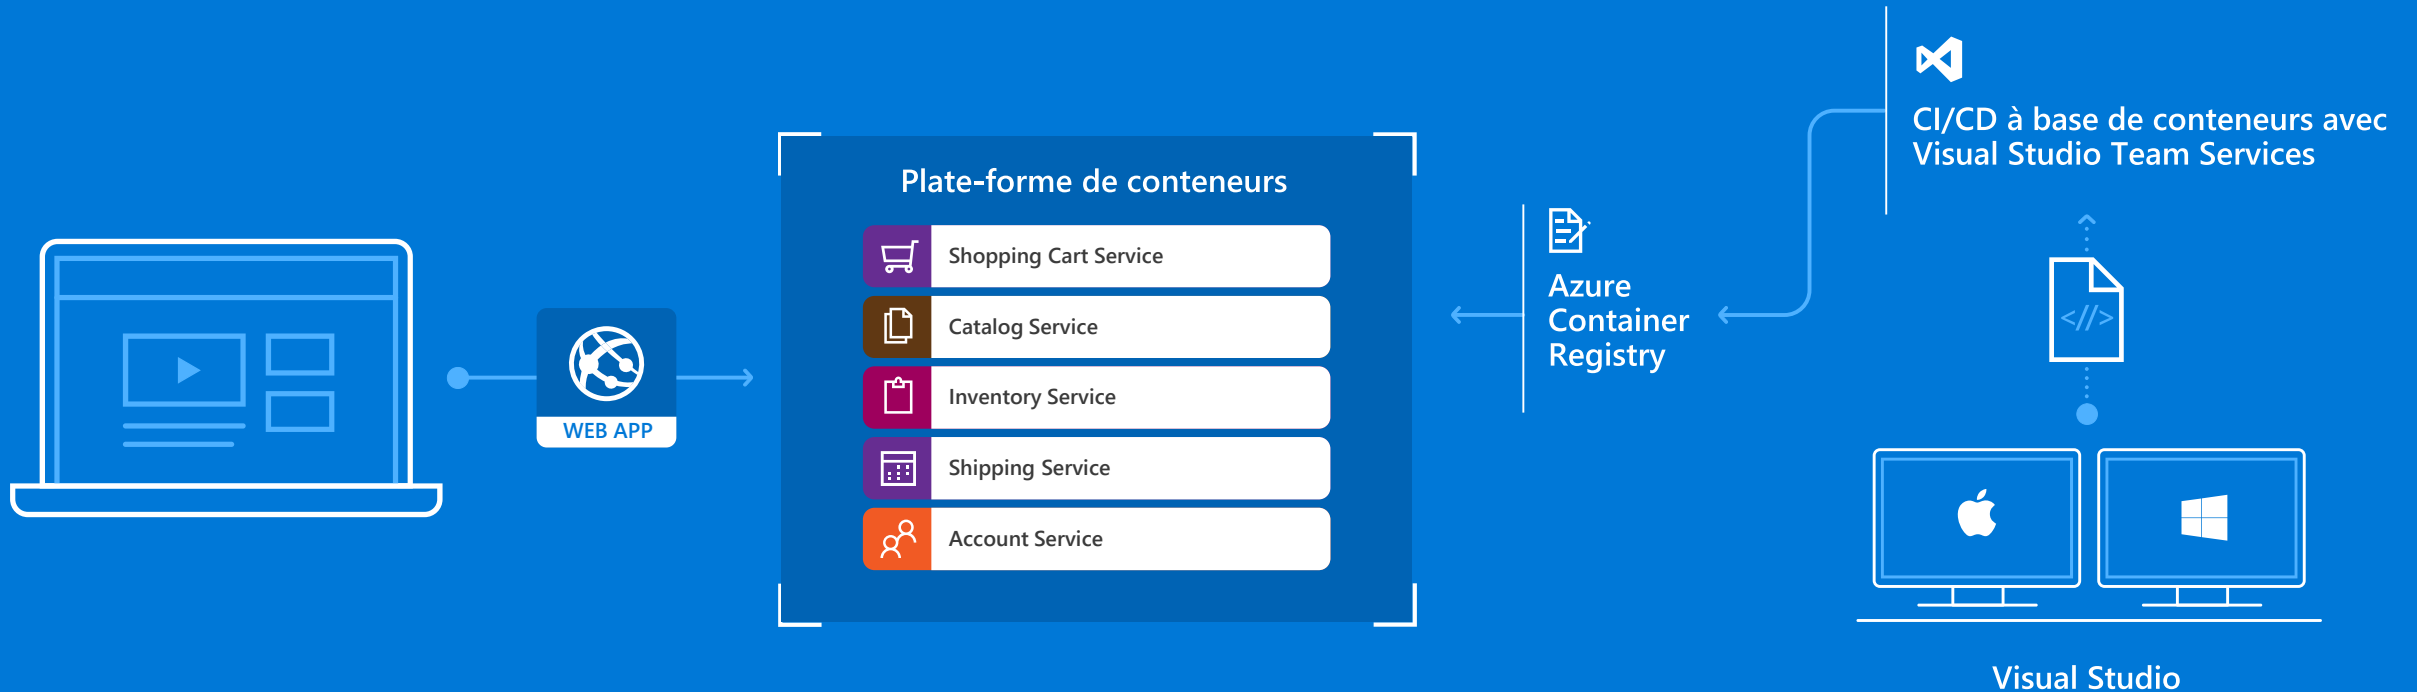 CI/CD à base de conteneurs avec
Visual Studio Team Services
Plate-forme de conteneurs
Shopping Cart Service
Catalog Service
Inventory Service
Shipping Service
Account Service
WEB APP
Azure
Container
Registry
<//>
Visual Studio